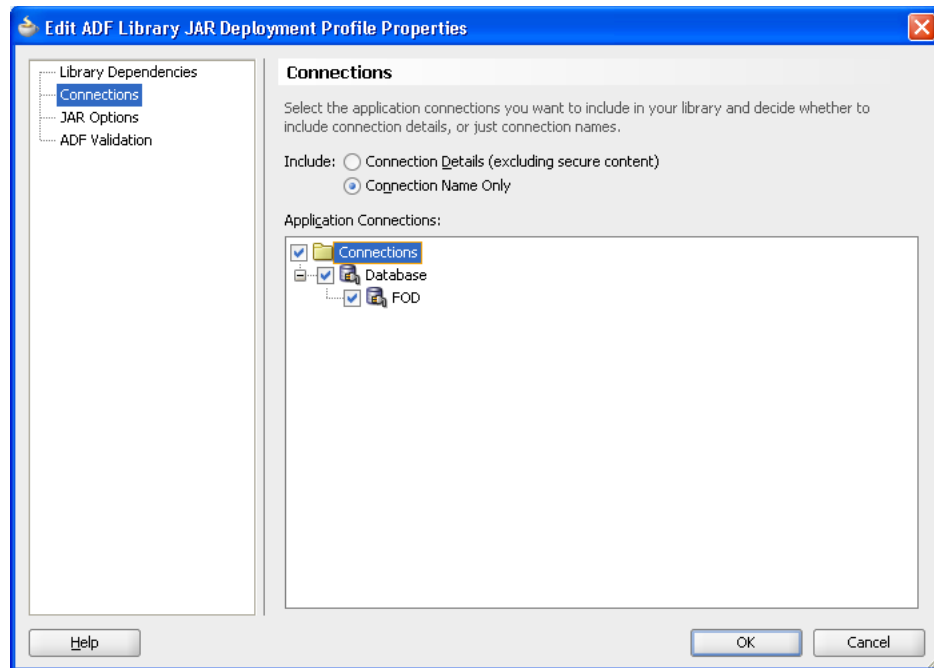 Edit ADF Library JAR Deployment Profile Properties
Library Dependencies
Connections
JAR Options
ADF Validation
Connections
Select the application connections you want to include in your library and decide whether to
include connection details, or just connection names.
Include: Connection Details (excluding secure content)
Connection Name Only
Application Connections:
Connections
Database
FOD
Help
OK
Cancel